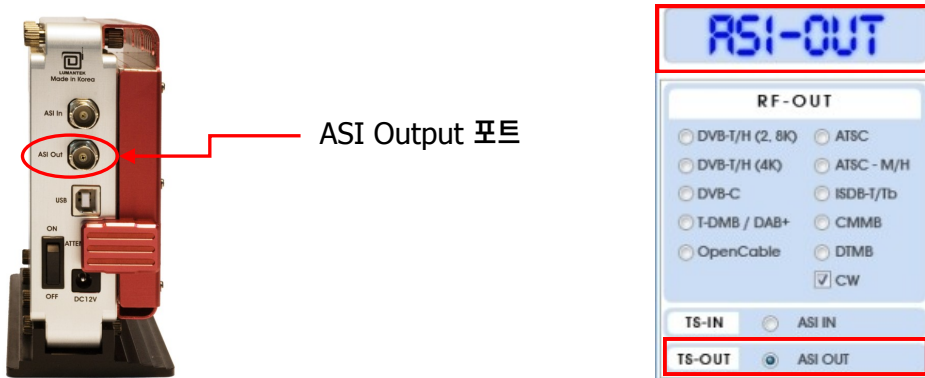 LUMANTEK
Made in Korea
ASI In
ASI Out
USB
ON
ATTE
OFF
DC12V
ASI Output 포트
ASI-OUT
RF-OUT
DVB-T/H (2, 8K)
ATSC
DVB-T/H (4K)
ATSC - M/H
DVB-C
ISDB-T/Tb
T-DMB / DAB+
CMMB
OpenCable
DTMB
CW
TS-IN
ASI IN
TS-OUT
ASI OUT